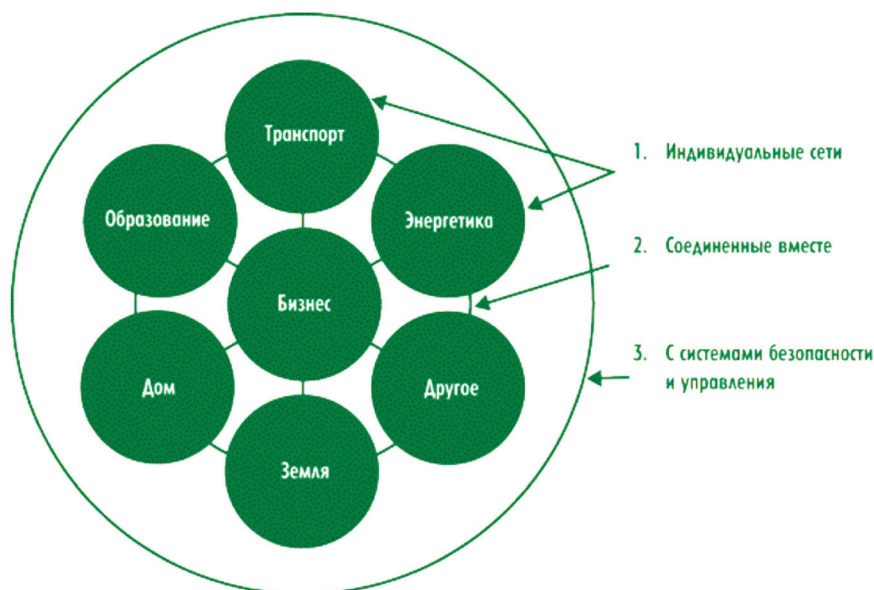 Транспорт
Образование
Энергетика
Бизнес
Дом
Другое
Земля
1. Индивидуальные сети
2. Соединенные вместе
3. С системами безопасности
и управления